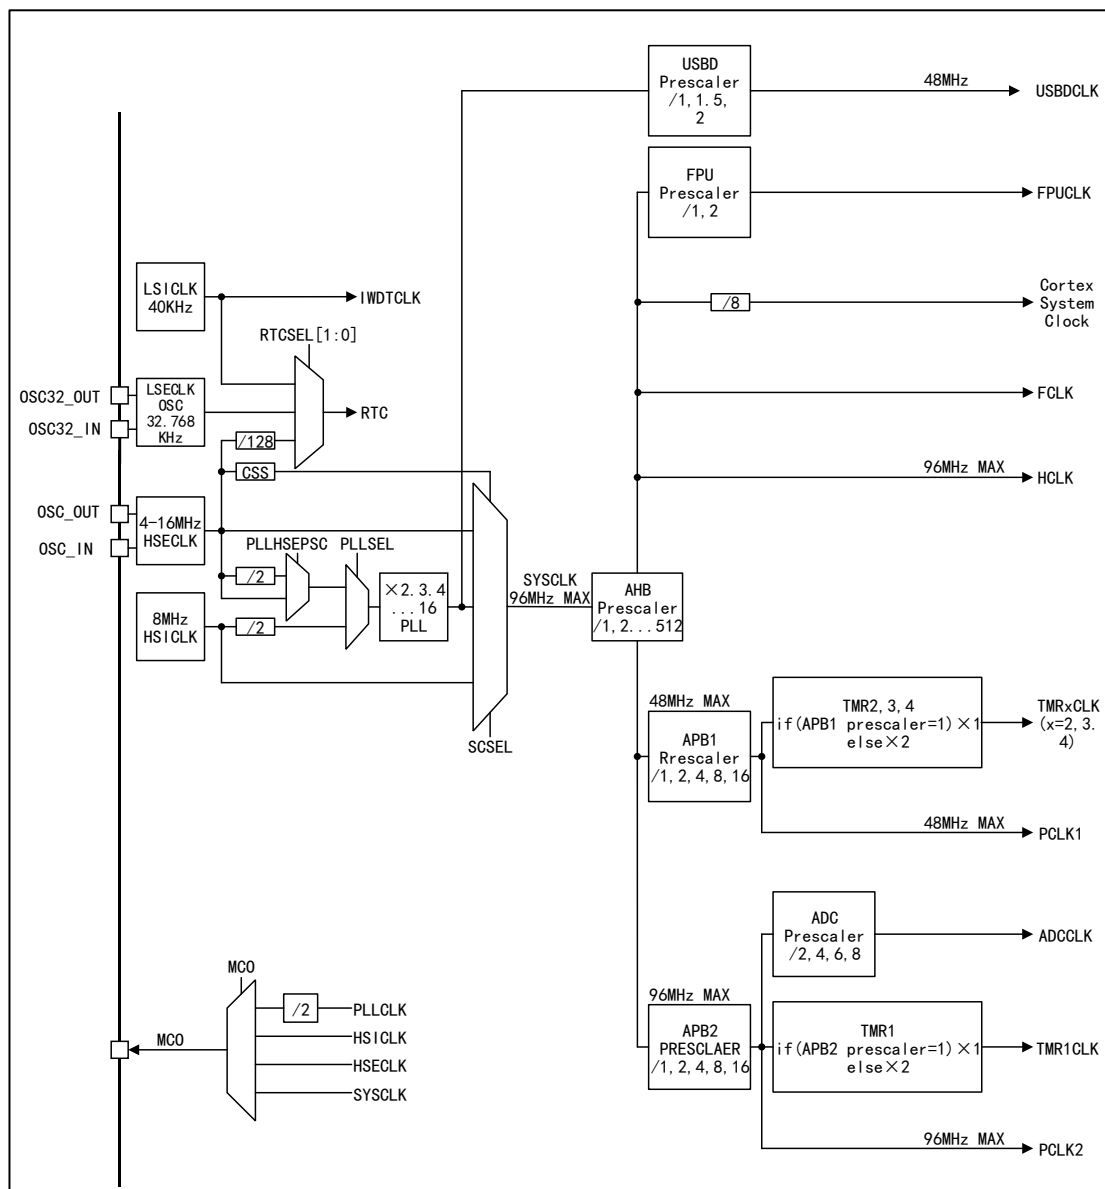 USBD
Prescaler
/1, 1.5,
2
48MHz
USBDCLK
FPU
Prescaler
/1, 2
FPUCLK
LSICLK
40KHz
IWDTCLK
/8
Cortex
System
Clock
RTCSEL[1:0]
OSC32_OUT
OSC32_IN
LSECLK
OSC
32.768
KHz
RTC
FCLK
/128
CSS
96MHz MAX
HCLK
OSC_OUT
OSC_IN
4-16MHz
HSECLK
PLLHSEPSC
PLLSEL
/2
×2.3.4
...16
PLL
SYSCLK
96MHz MAX
AHB
Prescaler
/1, 2...512
8MHz
HSICLK
/2
SCSEL
48MHz MAX
APB1
Rrescaler
/1, 2, 4, 8, 16
TMR2, 3, 4
if(APB1 prescaler=1)×1
else×2
TMRxCLK
(x=2, 3.
4)
48MHz MAX
PCLK1
ADC
Prescaler
/2, 4, 6, 8
ADCCLK
MCO
/2
PLLCLK
HSICLK
HSECLK
SYSCLK
MCO
96MHz MAX
APB2
PRESCLAER
/1, 2, 4, 8, 16
TMR1
if(APB2 prescaler=1)×1
else×2
TMR1CLK
96MHz MAX
PCLK2